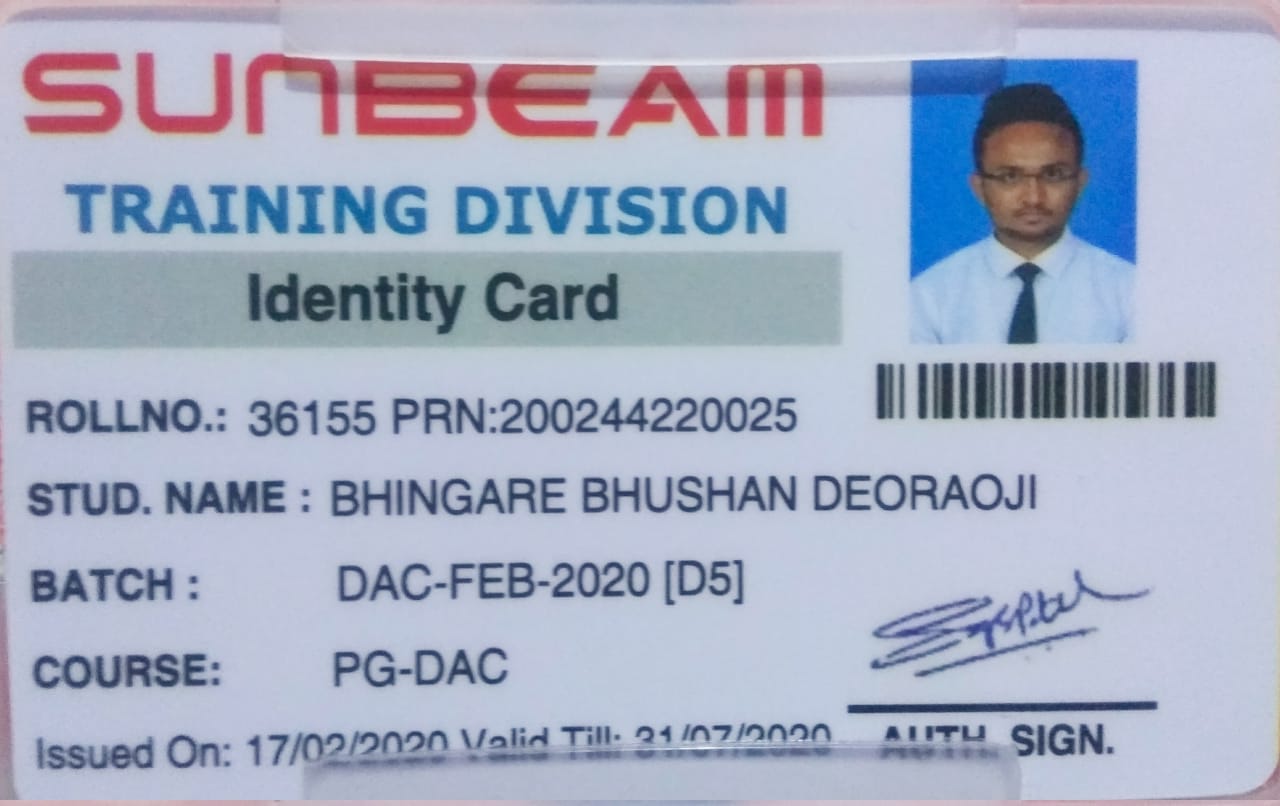 SUNBEAM
TRAINING DIVISION
Identity Card
ROLLNO.: 36155 PRN:200244220025
STUD. NAME : BHINGARE BHUSHAN DEORAOJI
BATCH : DAC-FEB-2020 [D5]
COURSE: PG-DAC
Issued On: 17/02/2020 Valid Till: 31/07/2020 AUTH. SIGN.